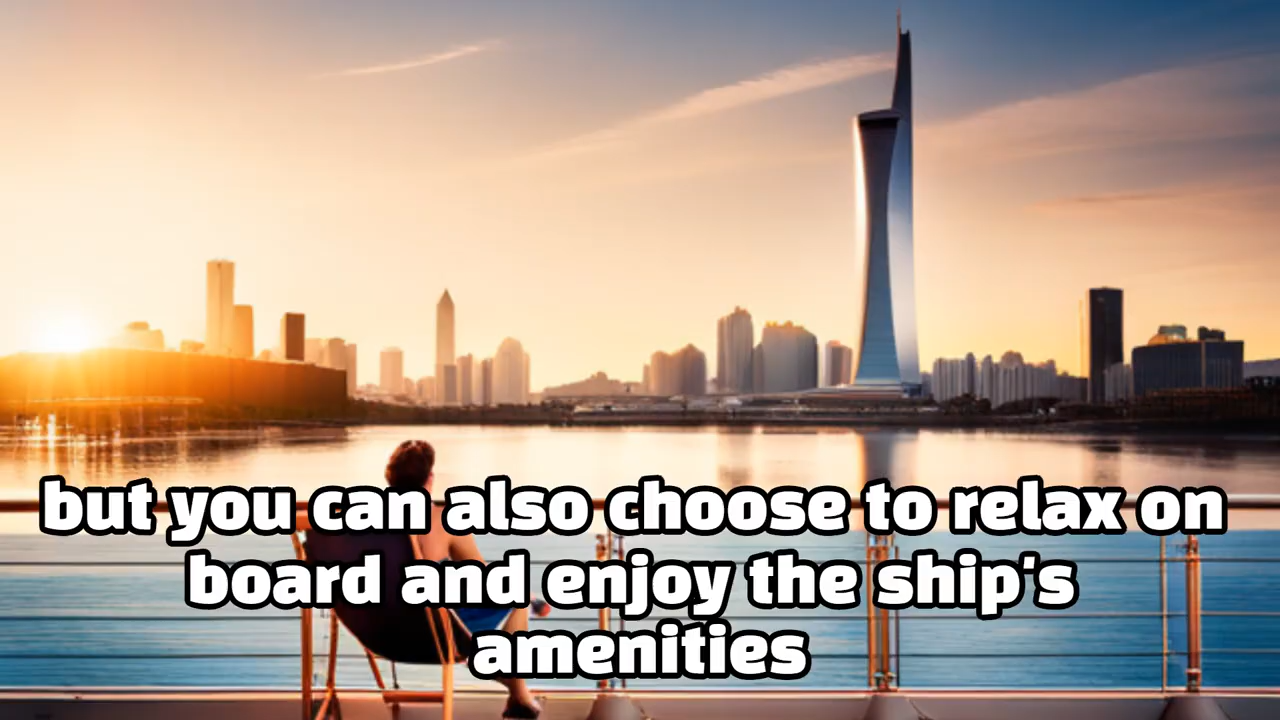 but you can also choose to relax on
board and enjoy the ship's
amenities